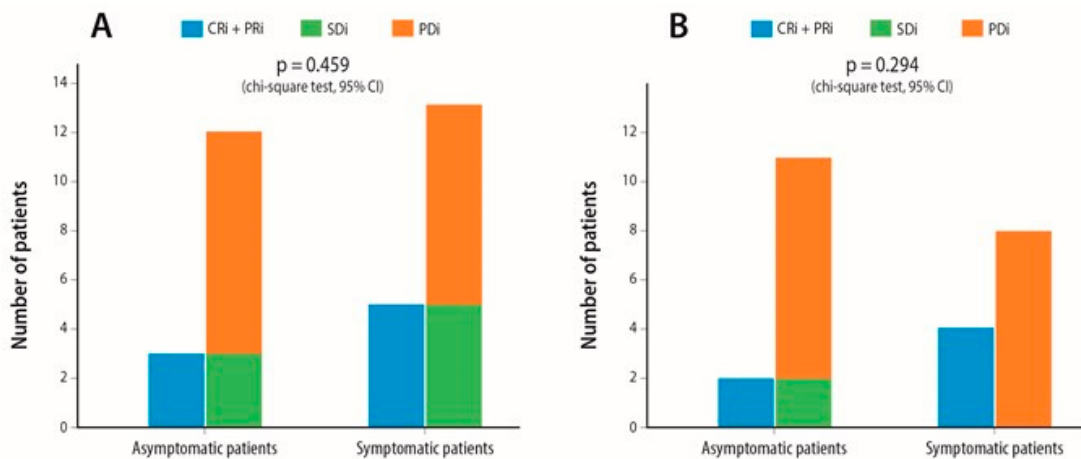 A
CRi + PRi
SDi
PDi
p = 0.459
(chi-square test, 95% CI)
Number of patients
14
12
10
8
6
4
2
0
Asymptomatic patients
Symptomatic patients
B
CRi + PRi
SDi
PDi
p = 0.294
(chi-square test, 95% CI)
Number of patients
12
10
8
6
4
2
0
Asymptomatic patients
Symptomatic patients